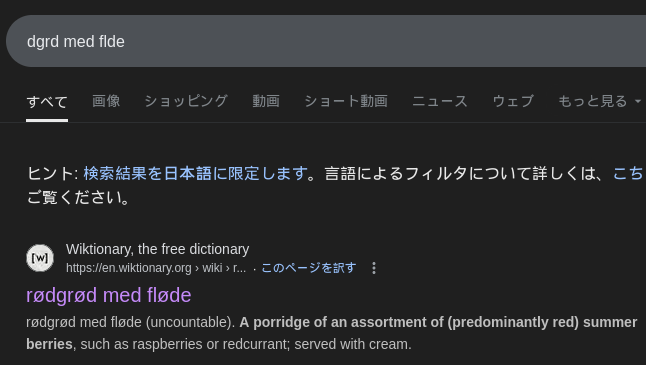 dgrd med flde
すべて 画像 ショッピング 動画 ショート動画 ニュース ウェブ もっと見る
ヒント: 検索結果を日本語に限定します。言語によるフィルタについて詳しくは、こち
ご覧ください。
[w] Wiktionary, the free dictionary
https://en.wiktionary.org › wiki › r... · このページを訳す
rødgrød med fløde
rødgrød med fløde (uncountable). A porridge of an assortment of (predominantly red) summer
berries, such as raspberries or redcurrant; served with cream.